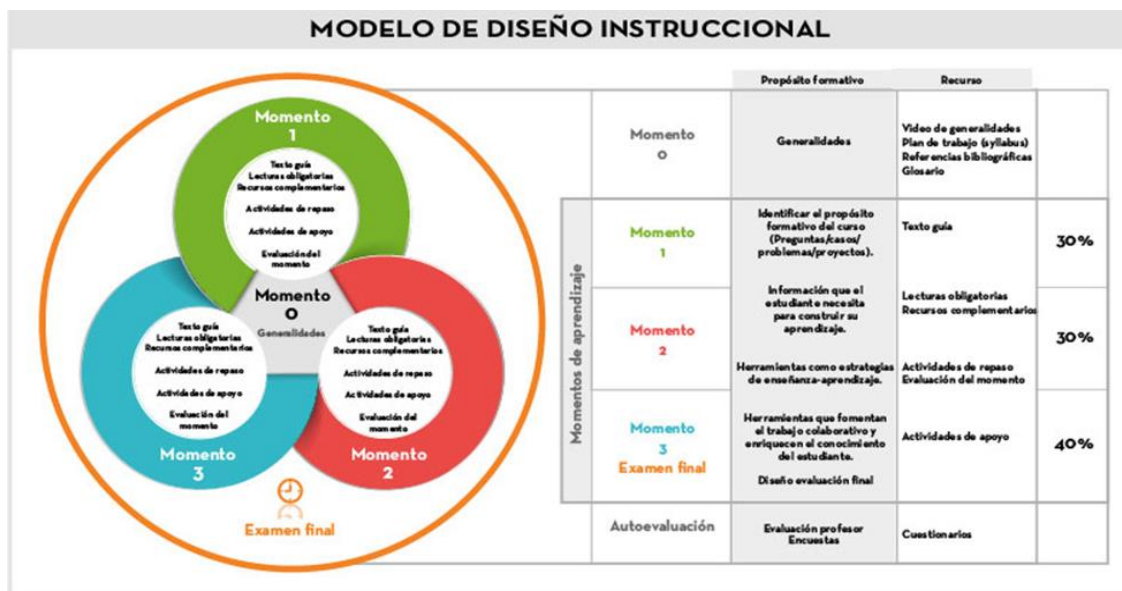 MODELO DE DISEÑO INSTRUCCIONAL
Momento
1
Texto guía
Lecturas obligatorias
Recursos complementarios
Actividades de repaso
Actividades de apoyo
Evaluación del
momento
Momento
0
Generalidades
Texto guía
Lecturas obligatorias
Recursos complementarios
Actividades de repaso
Actividades de apoyo
Evaluación del
momento
Momento
3
Texto guía
Lecturas obligatorias
Recursos complementarios
Actividades de repaso
Actividades de apoyo
Evaluación del
momento
Momento
2
Examen final
Propósito formativo
Recurso
Momento
0
Generalidades
Video de generalidades
Plan de trabajo (syllabus)
Referencias bibliográficas
Glosario
Momentos de aprendizaje
Momento
1
Identificar el propósito
formativo del curso
(Preguntas/casos/
problemas/proyectos).
Texto guía
30%
Información que el
estudiante necesita
para construir su
aprendizaje.
Lecturas obligatorias
Recursos complementarios
Momento
2
30%
Herramientas como estrategias
de enseñanza-aprendizaje.
Actividades de repaso
Evaluación del momento
Momento
3
Examen final
Herramientas que fomentan
el trabajo colaborativo y
enriquecen el conocimiento
del estudiante.
Diseño evaluación final
Actividades de apoyo
40%
Autoevaluación
Evaluación profesor
Encuestas
Cuestionarios